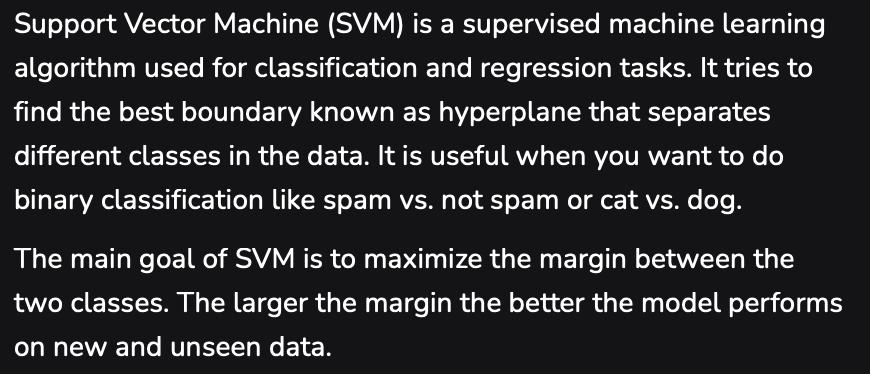 Support Vector Machine (SVM) is a supervised machine learning
algorithm used for classification and regression tasks. It tries to
find the best boundary known as hyperplane that separates
different classes in the data. It is useful when you want to do
binary classification like spam vs. not spam or cat vs. dog.
The main goal of SVM is to maximize the margin between the
two classes. The larger the margin the better the model performs
on new and unseen data.